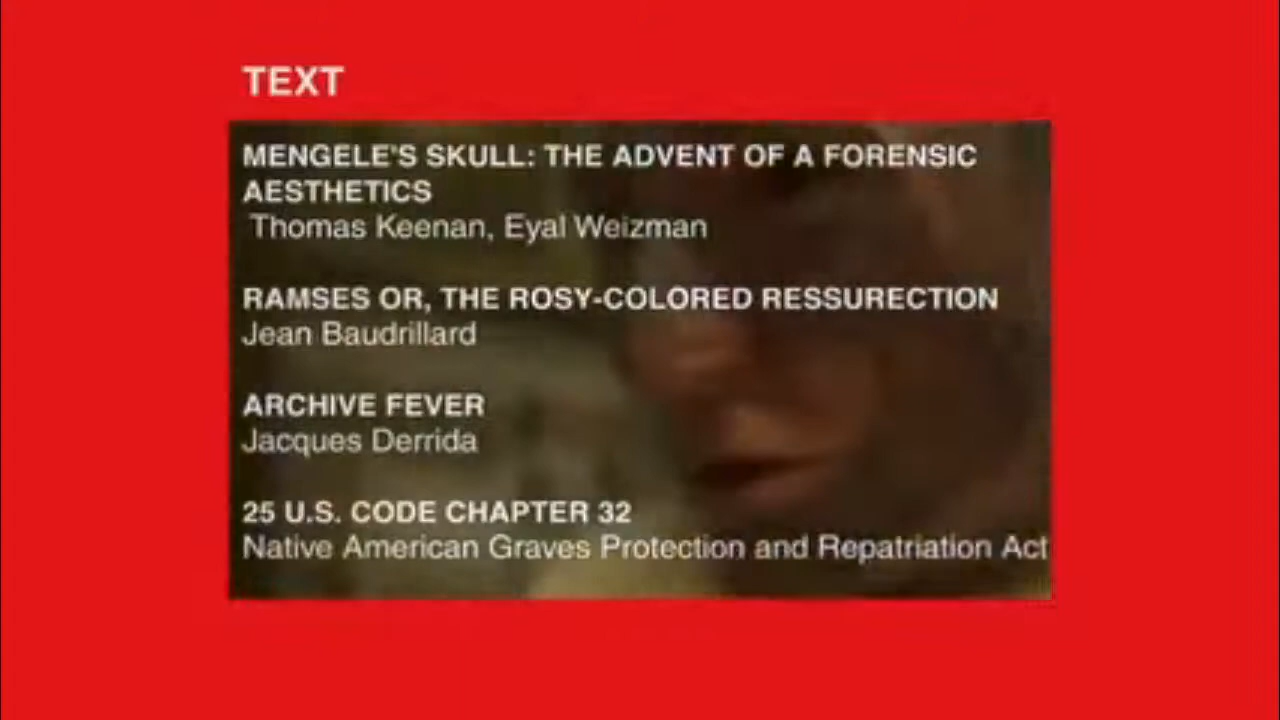 TEXT
MENGELE'S SKULL: THE ADVENT OF A FORENSIC
AESTHETICS
Thomas Keenan, Eyal Weizman
RAMSES OR, THE ROSY-COLORED RESSURECTION
Jean Baudrillard
ARCHIVE FEVER
Jacques Derrida
25 U.S. CODE CHAPTER 32
Native American Graves Protection and Repatriation Act